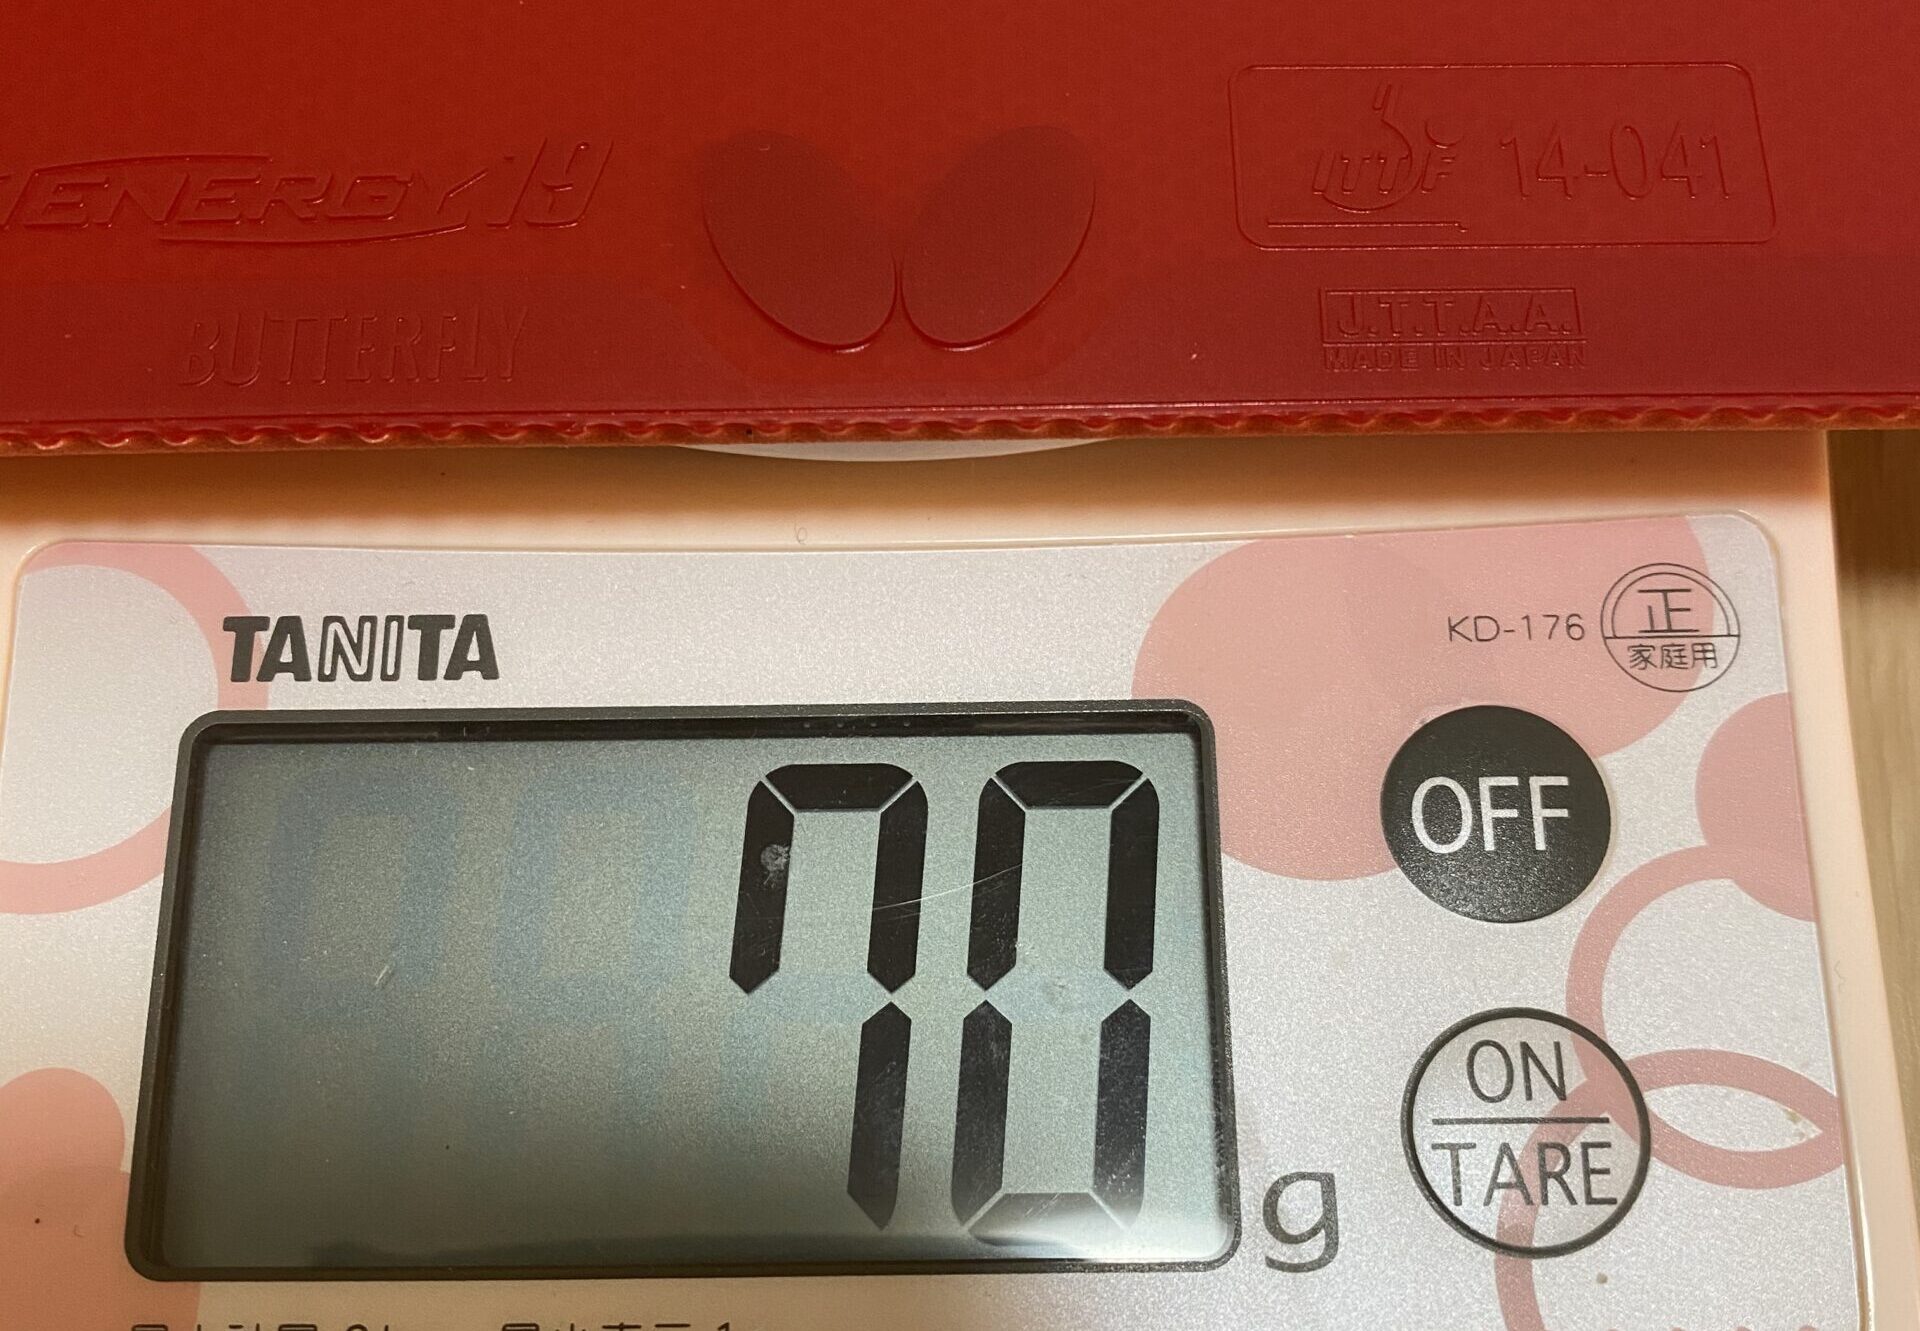 TENERGY 19
ITTF 14-041
BUTTERFLY
J.T.T.A.A.
MADE IN JAPAN
TANITA
KD-176
正
家庭用
OFF
70 g
ON
TARE